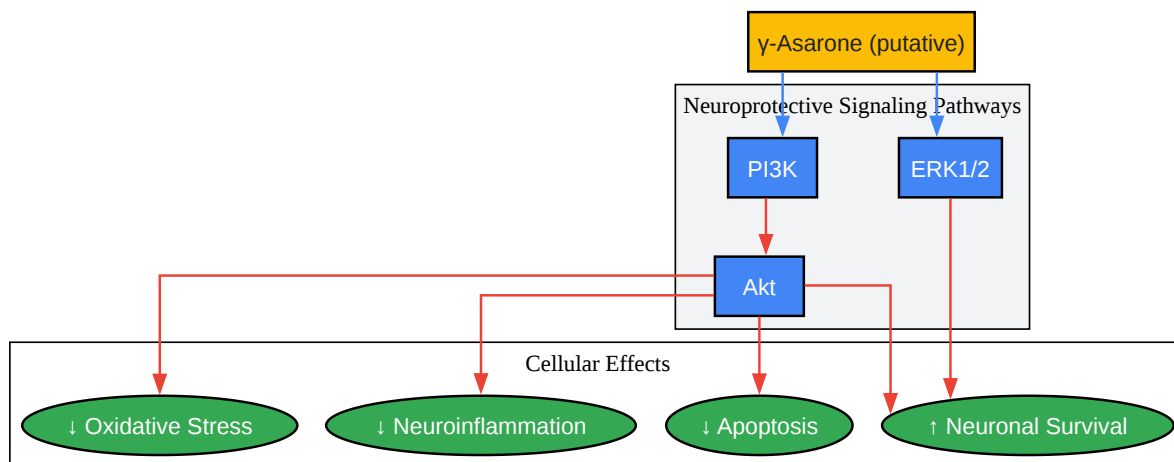 γ-Asarone (putative)
Neuroprotective Signaling Pathways
PI3K
ERK1/2
Akt
Cellular Effects
↓ Oxidative Stress
↓ Neuroinflammation
↓ Apoptosis
↑ Neuronal Survival